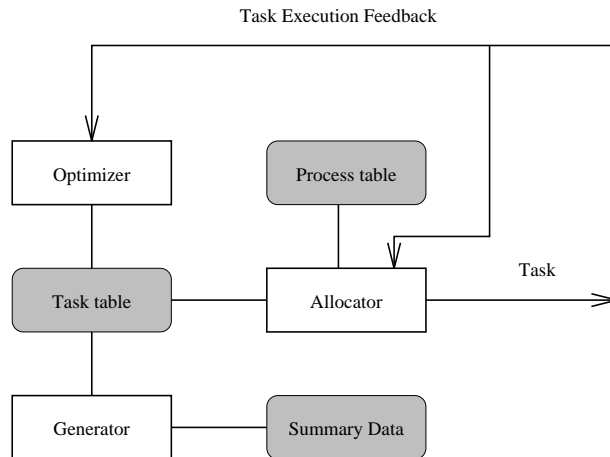 Task Execution Feedback
Optimizer
Process table
Task
Task table
Allocator
Generator
Summary Data